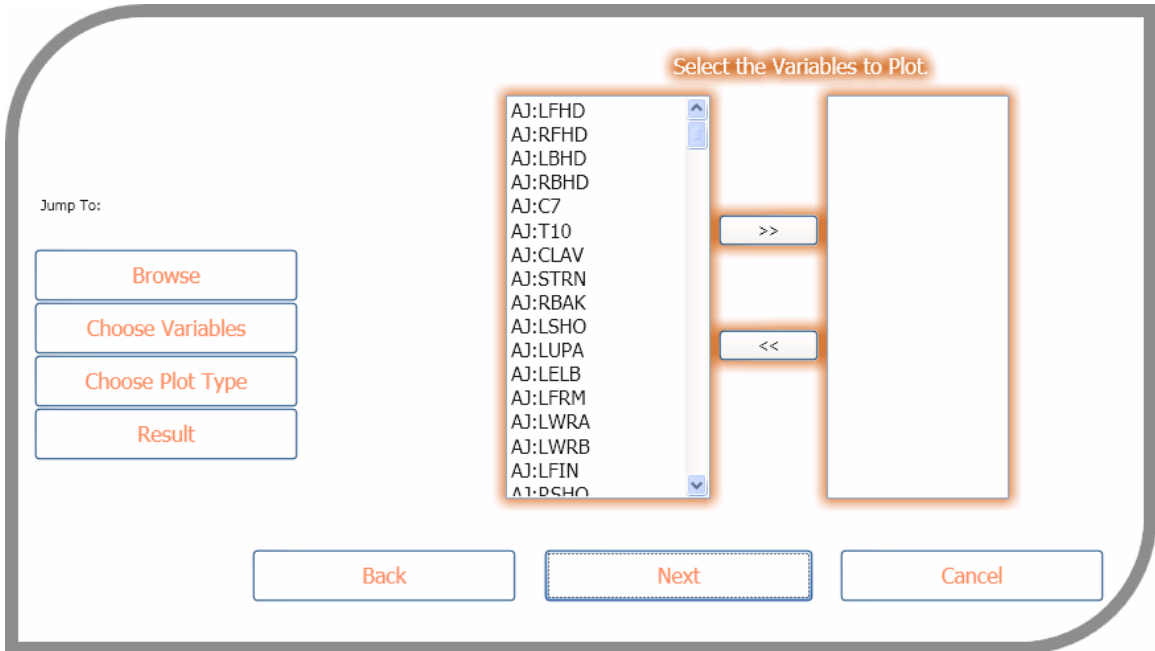 Select the Variables to Plot.
AJ:LFHD
AJ:RFHD
AJ:LBHD
AJ:RBHD
AJ:C7
AJ:T10
AJ:CLAV
AJ:STRN
AJ:RBAK
AJ:LSHO
AJ:LUPA
AJ:LELB
AJ:LFRM
AJ:LWRA
AJ:LWRB
AJ:LFIN
AJ:RSHO
>>
<<
Jump To:
Browse
Choose Variables
Choose Plot Type
Result
Back
Next
Cancel